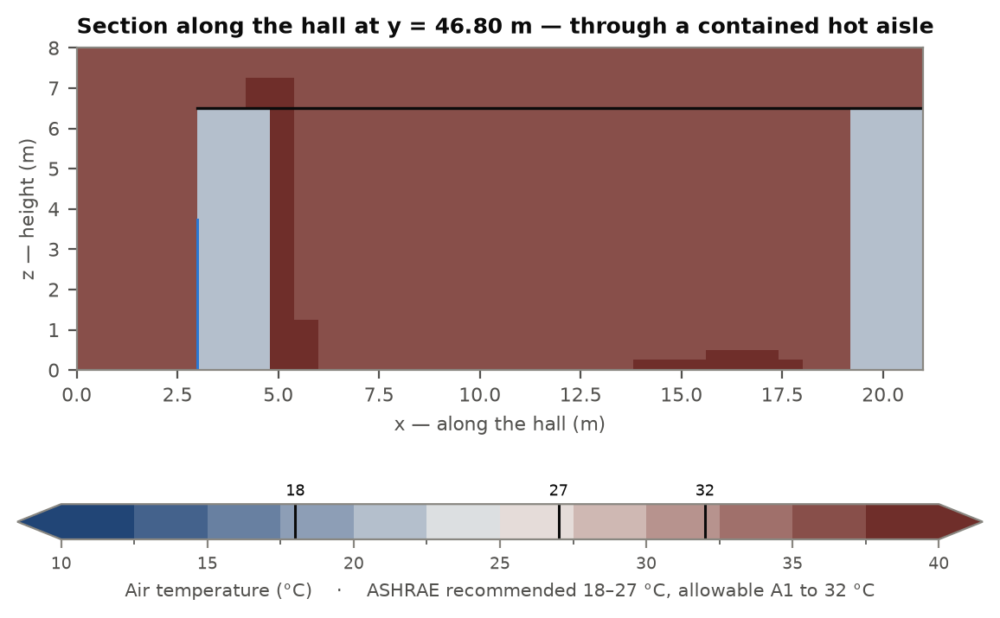 Section along the hall at y = 46.80 m — through a contained hot aisle
8
7
6
5
4
3
2
1
0
z — height (m)
0.0 2.5 5.0 7.5 10.0 12.5 15.0 17.5 20.0
x — along the hall (m)
18 27 32
10 15 20 25 30 35 40
Air temperature (°C) · ASHRAE recommended 18–27 °C, allowable A1 to 32 °C